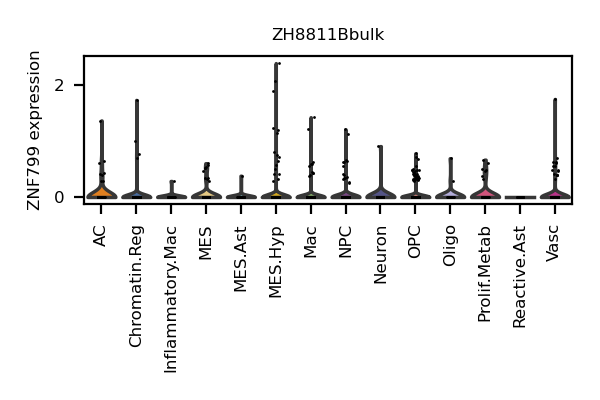 ZH8811Bbulk
ZNF799 expression
2
0
AC
Chromatin.Reg
Inflammatory.Mac
MES
MES.Ast
MES.Hyp
Mac
NPC
Neuron
OPC
Oligo
Prolif.Metab
Reactive.Ast
Vasc